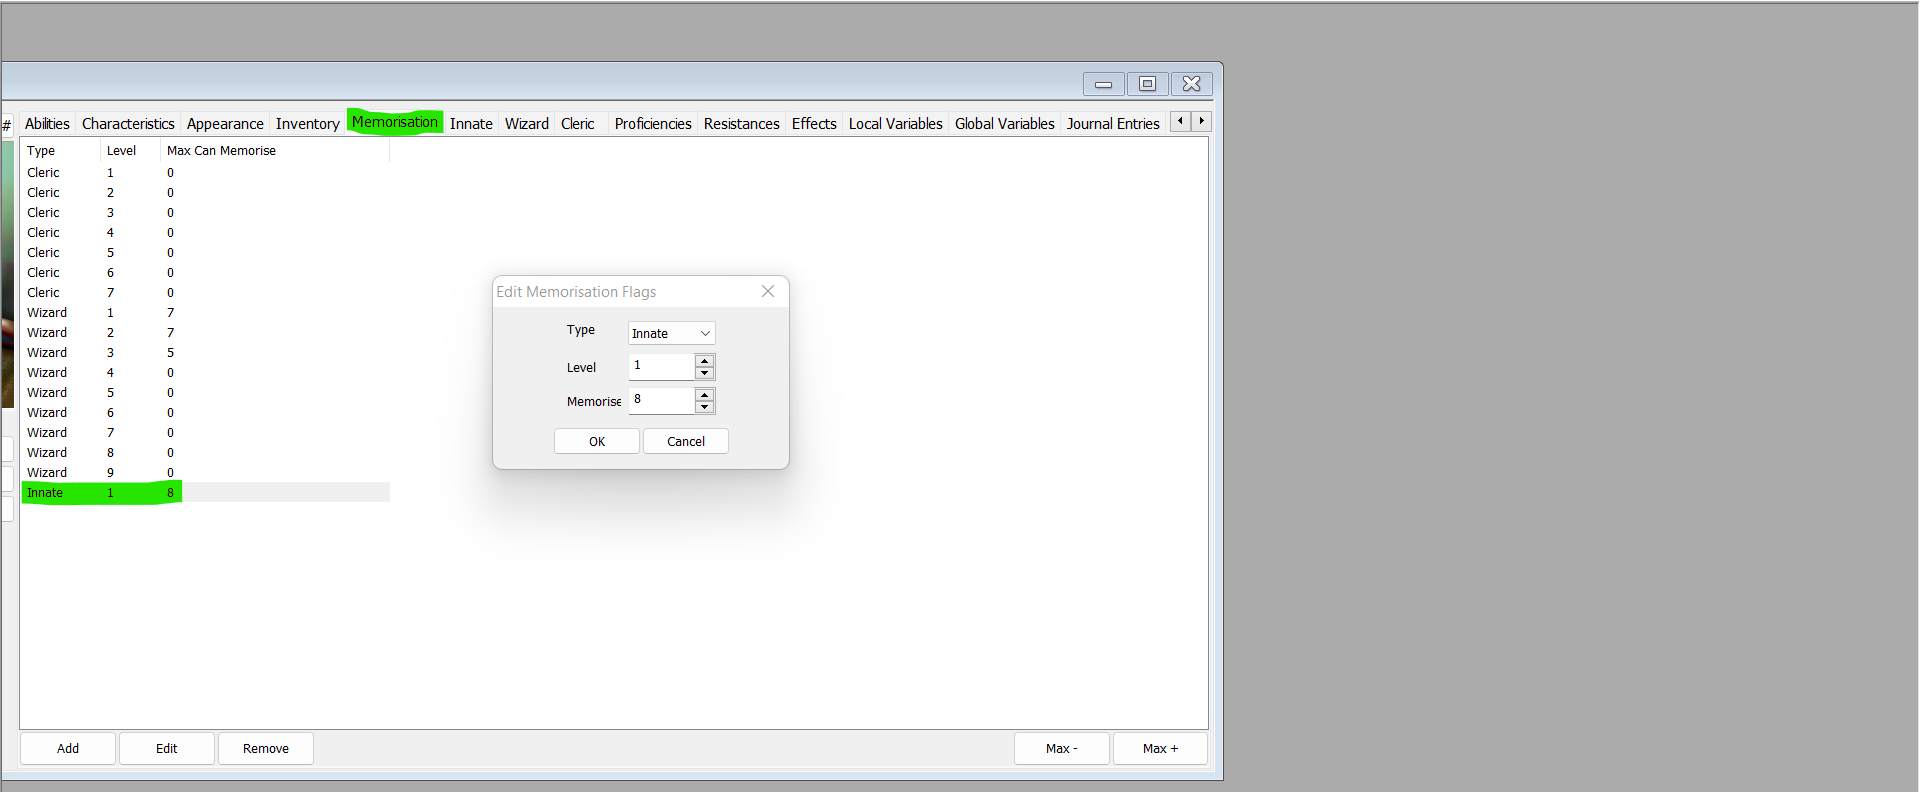 # Abilities Characteristics Appearance Inventory Memorisation Innate Wizard Cleric Proficiencies Resistances Effects Local Variables Global Variables Journal Entries
Type Level Max Can Memorise
Cleric 1 0
Cleric 2 0
Cleric 3 0
Cleric 4 0
Cleric 5 0
Cleric 6 0
Cleric 7 0
Wizard 1 7
Wizard 2 7
Wizard 3 5
Wizard 4 0
Wizard 5 0
Wizard 6 0
Wizard 7 0
Wizard 8 0
Wizard 9 0
Innate 1 8
Edit Memorisation Flags
Type Innate
Level 1
Memorise 8
OK Cancel
Add Edit Remove Max - Max +